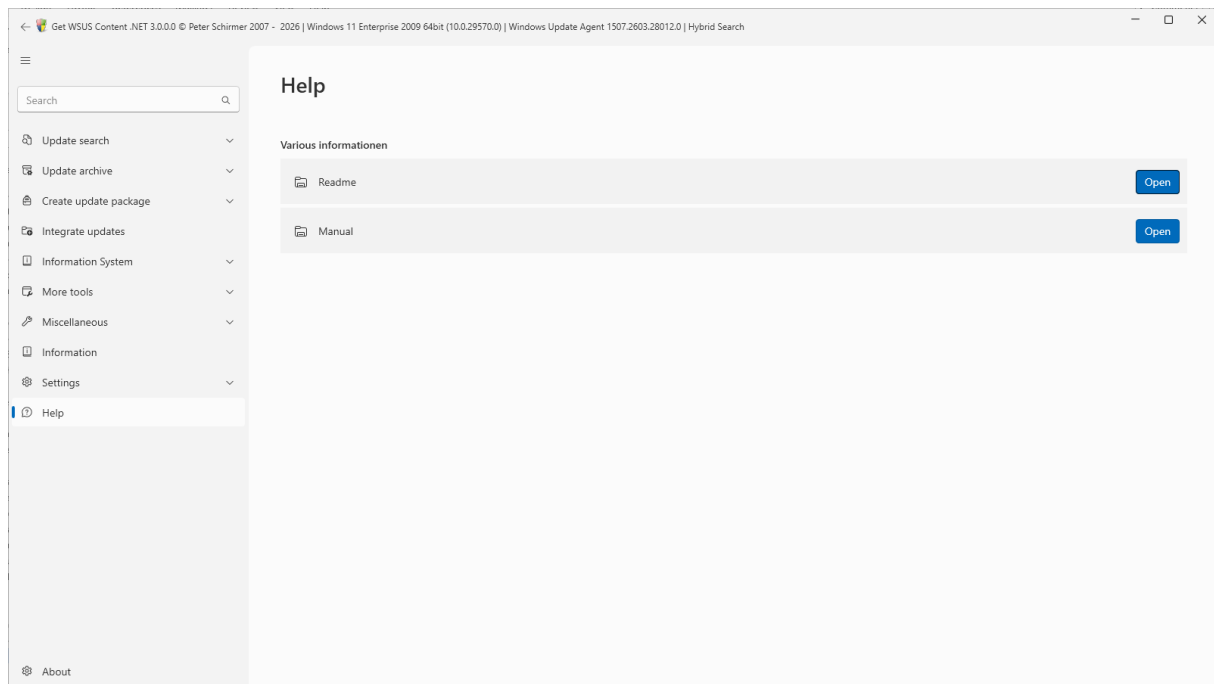 Get WSUS Content .NET 3.0.0.0 © Peter Schirmer 2007 - 2026 | Windows 11 Enterprise 2009 64bit (10.0.29570.0) | Windows Update Agent 1507.2603.28012.0 | Hybrid Search
Search
Update search
Update archive
Create update package
Integrate updates
Information System
More tools
Miscellaneous
Information
Settings
Help
About
Help
Various informationen
Readme
Open
Manual
Open